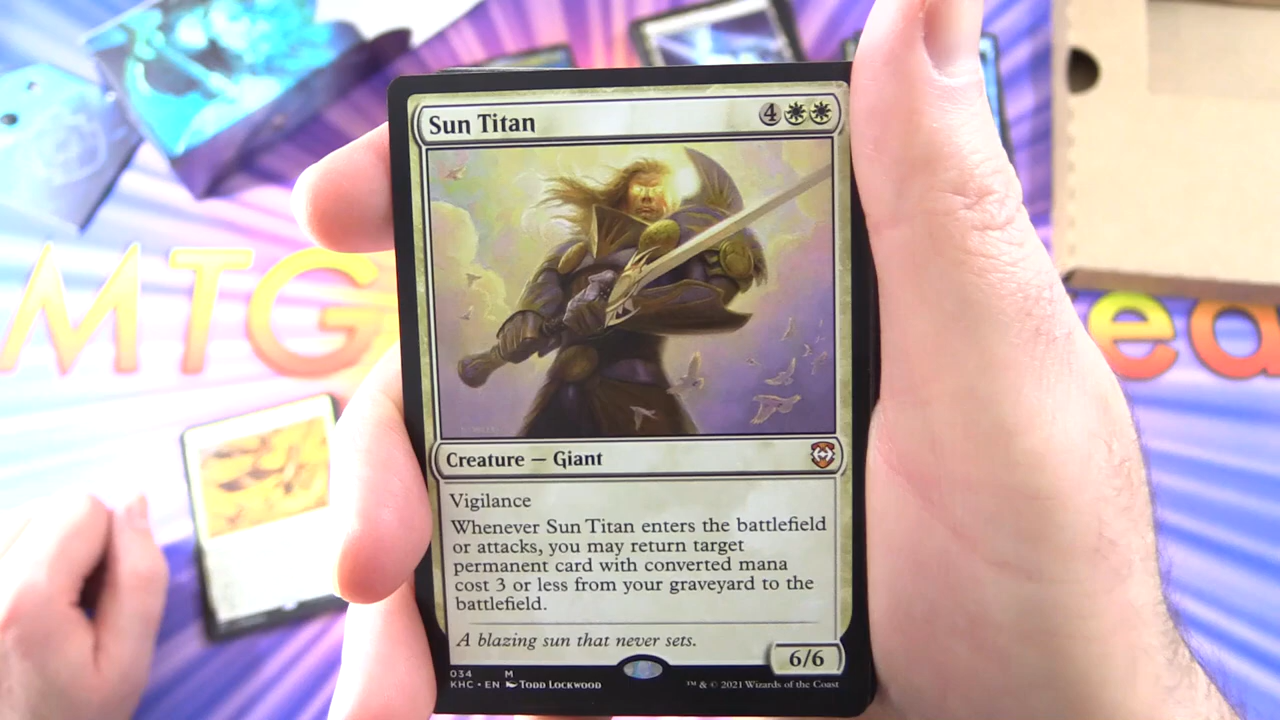 Sun Titan 4
MTG
ea
Creature — Giant
Vigilance
Whenever Sun Titan enters the battlefield
or attacks, you may return target
permanent card with converted mana
cost 3 or less from your graveyard to the
battlefield.
A blazing sun that never sets.
6/6
034 M
KHC • EN Todd Lockwood
™ & © 2021 Wizards of the Coast